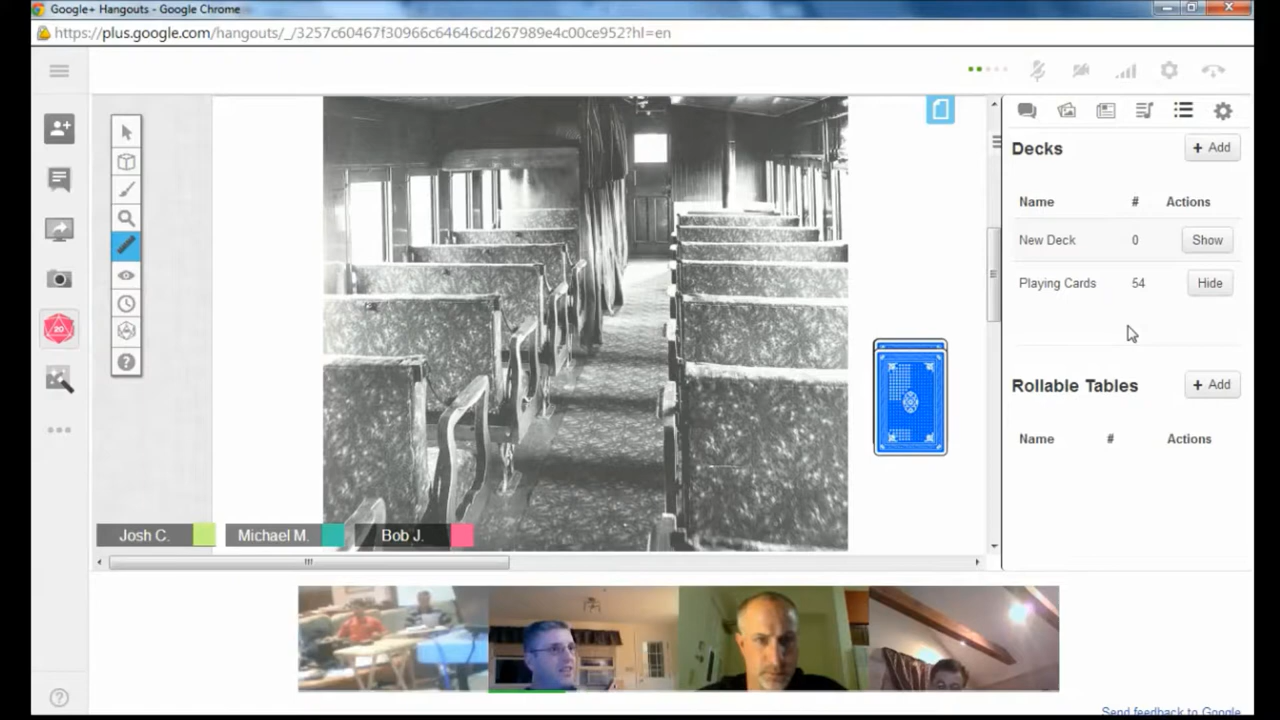 Google+ Hangouts - Google Chrome
https://plus.google.com/hangouts/_/3257c60467f30966c64646cd267989e4c00ce952?hl=en
Decks
+ Add
Name # Actions
New Deck 0 Show
Playing Cards 54 Hide
Rollable Tables
+ Add
Name # Actions
20
?
Josh C.
Michael M.
Bob J.
?
Send feedback to Google